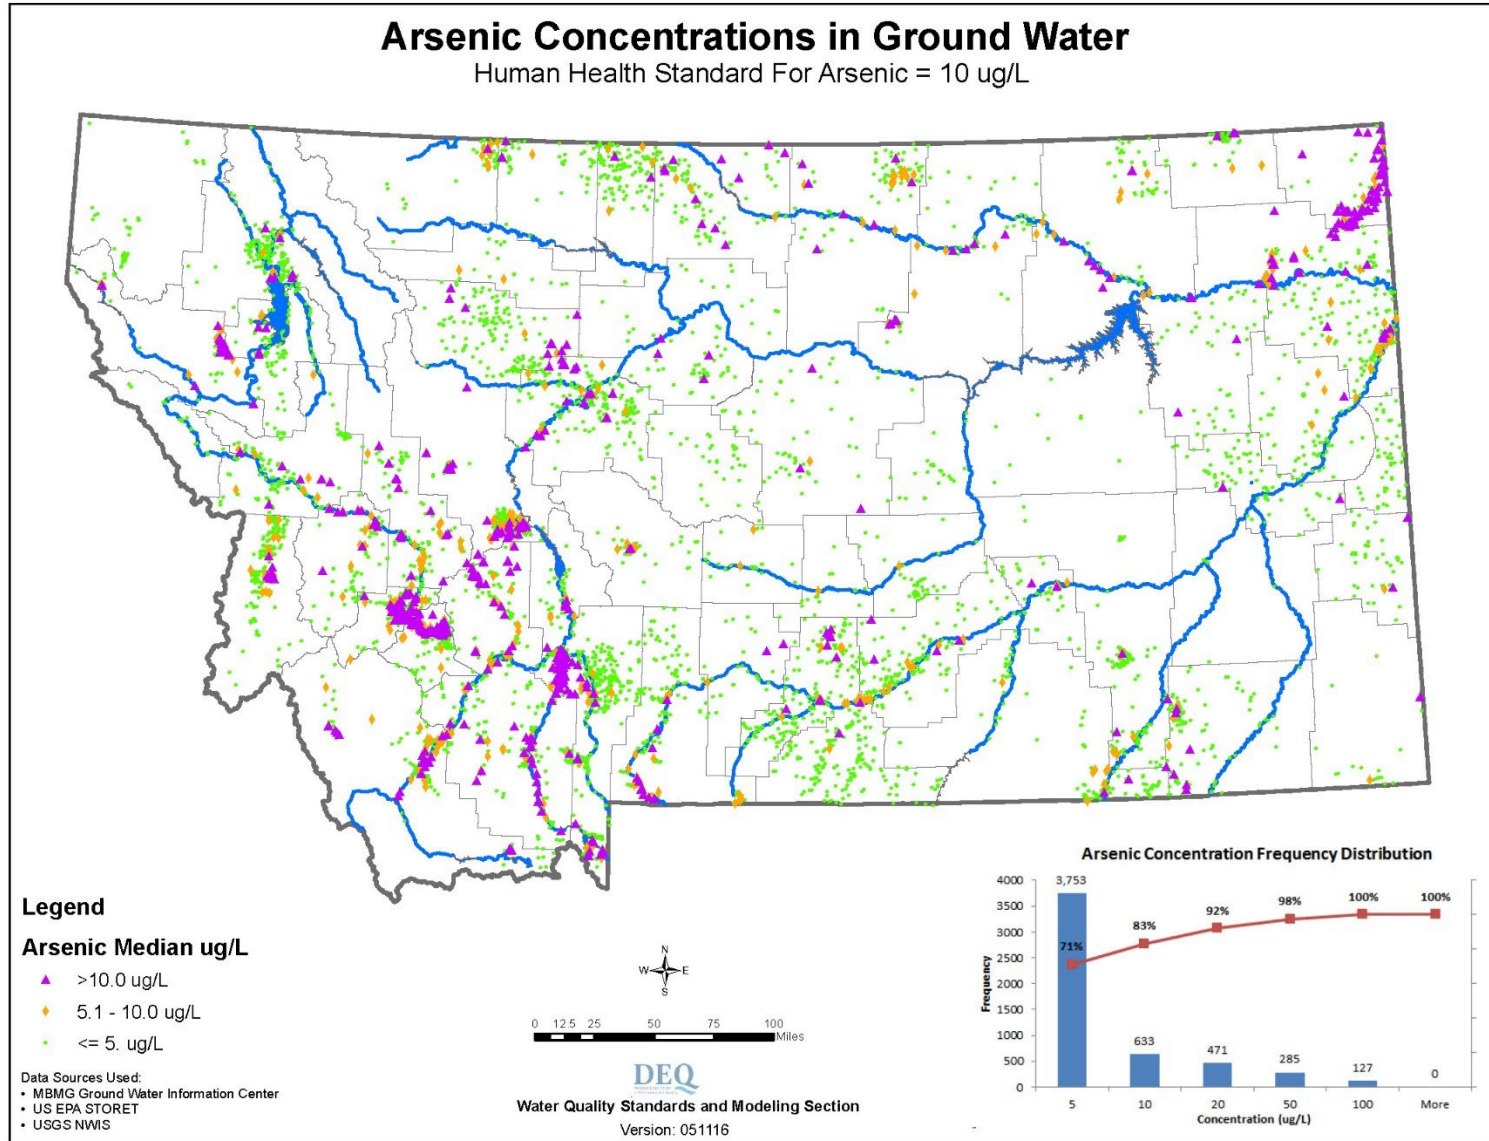 Arsenic Concentrations in Ground Water
Human Health Standard For Arsenic = 10 ug/L
Legend
Arsenic Median ug/L
>10.0 ug/L
5.1 - 10.0 ug/L
<= 5. ug/L
Data Sources Used:
• MBMG Ground Water Information Center
• US EPA STORET
• USGS NWIS
N
W E
S
0 12.5 25 50 75 100
Miles
DEQ
Water Quality Standards and Modeling Section
Version: 051116
Arsenic Concentration Frequency Distribution
Frequency
4000
3500
3000
2500
2000
1500
1000
500
0
3,753
633
471
285
127
0
71%
83%
92%
98%
100%
100%
5 10 20 50 100 More
Concentration (ug/L)